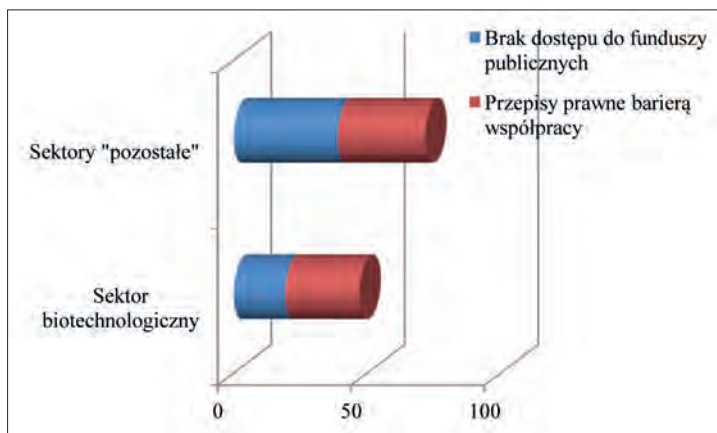 Brak dostępu do funduszy
publicznych
Przepisy prawne barierą
współpracy
Sektory "pozostałe"
Sektor
biotechnologiczny
0
50
100